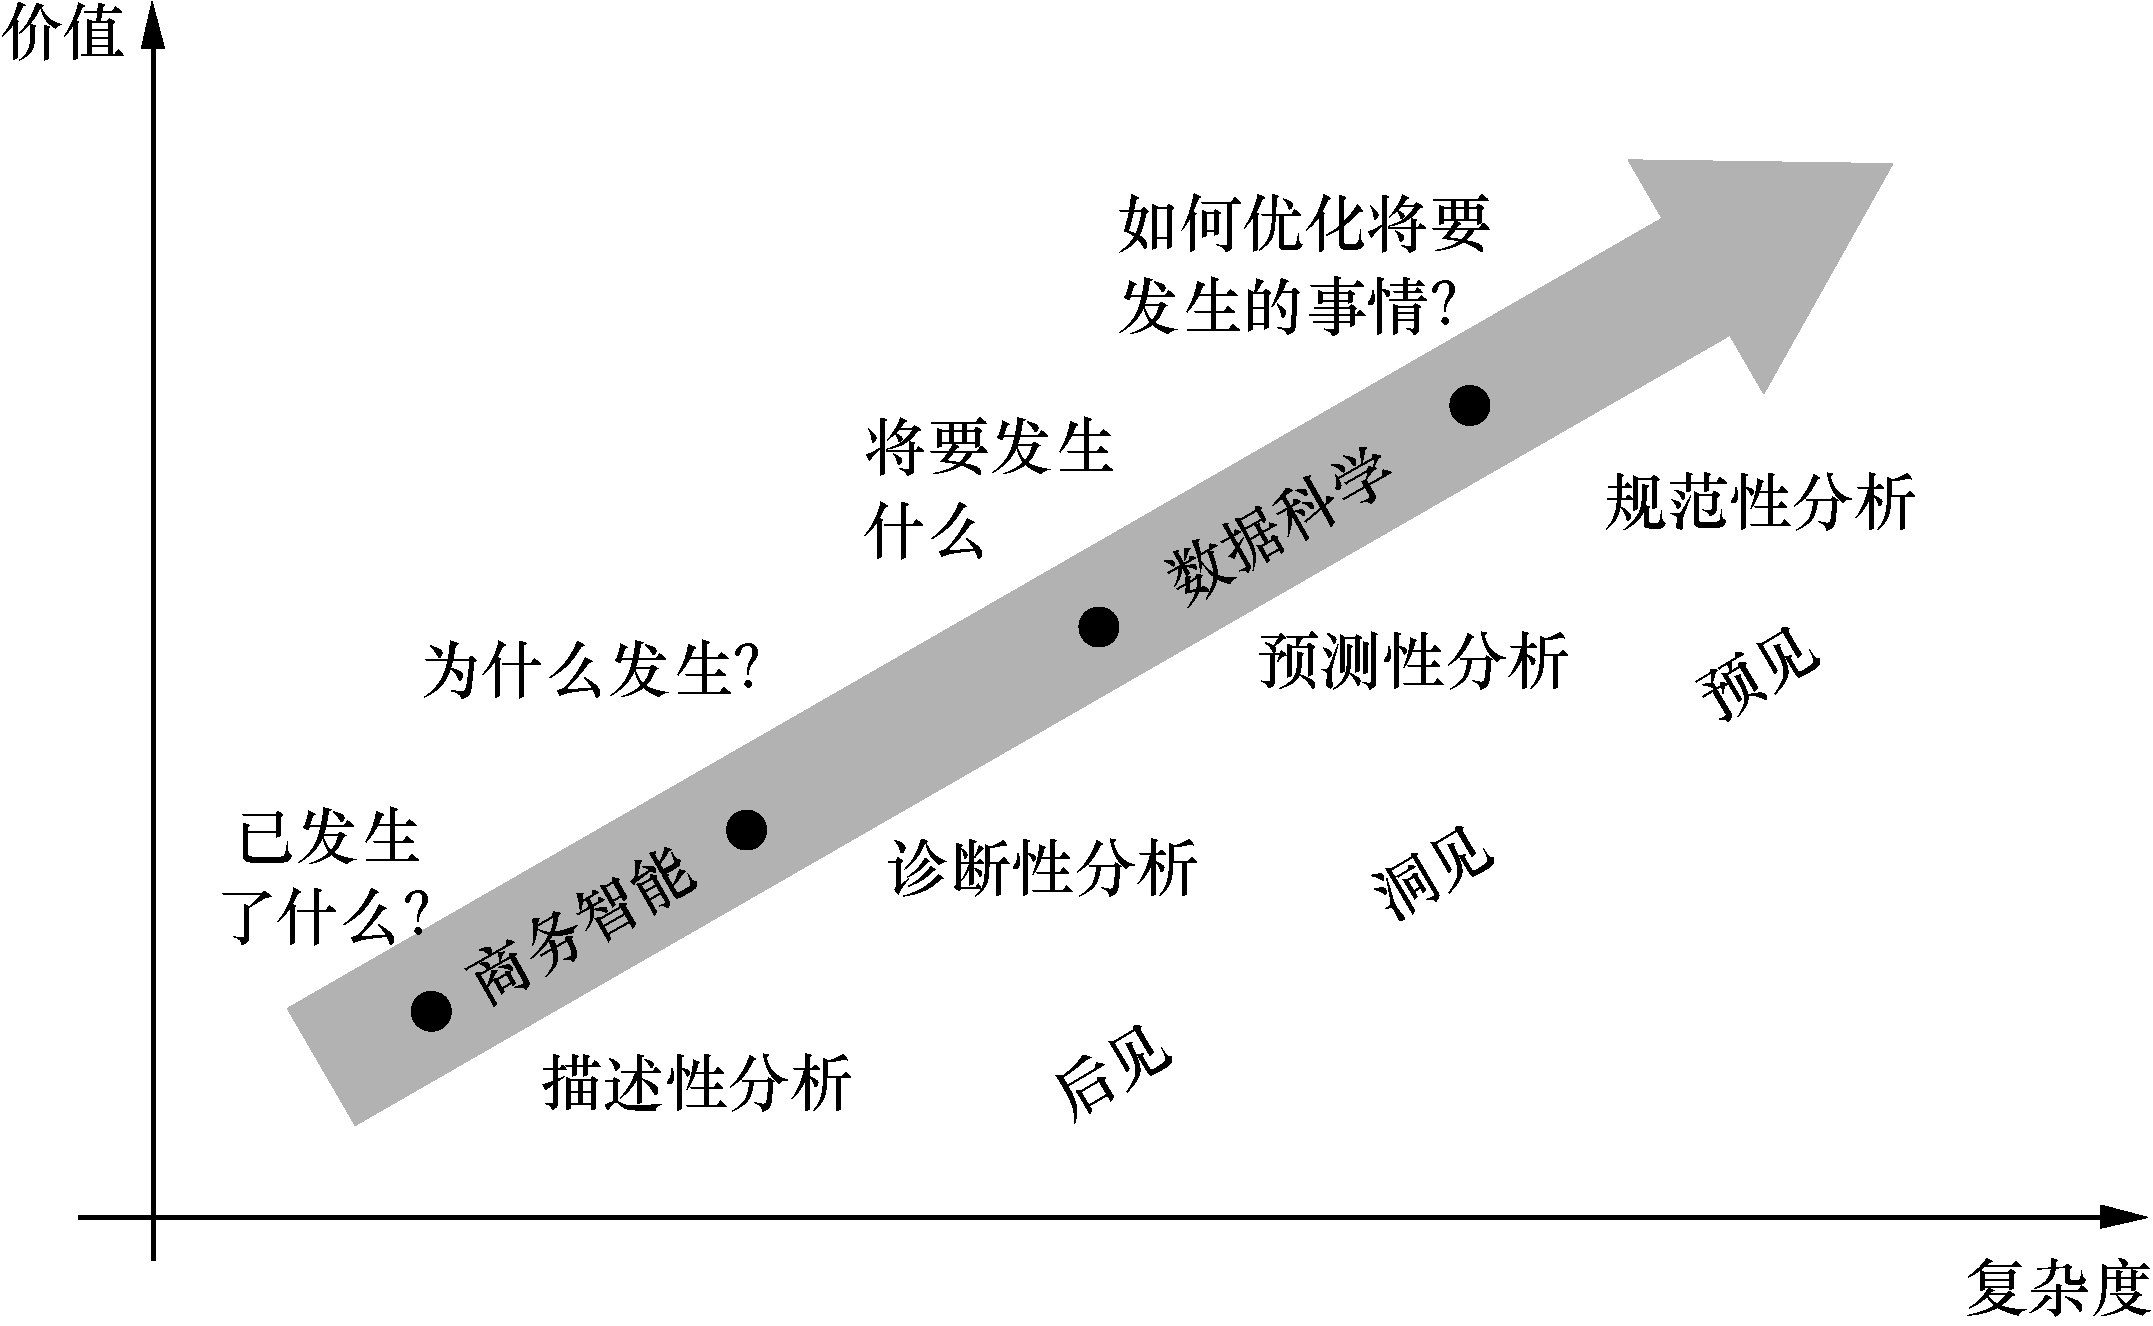 价值
如何优化将要
发生的事情?
将要发生
什么
数据科学
规范性分析
为什么发生?
预测性分析
预见
已发生
了什么?
商务智能
诊断性分析
洞见
描述性分析
后见
复杂度